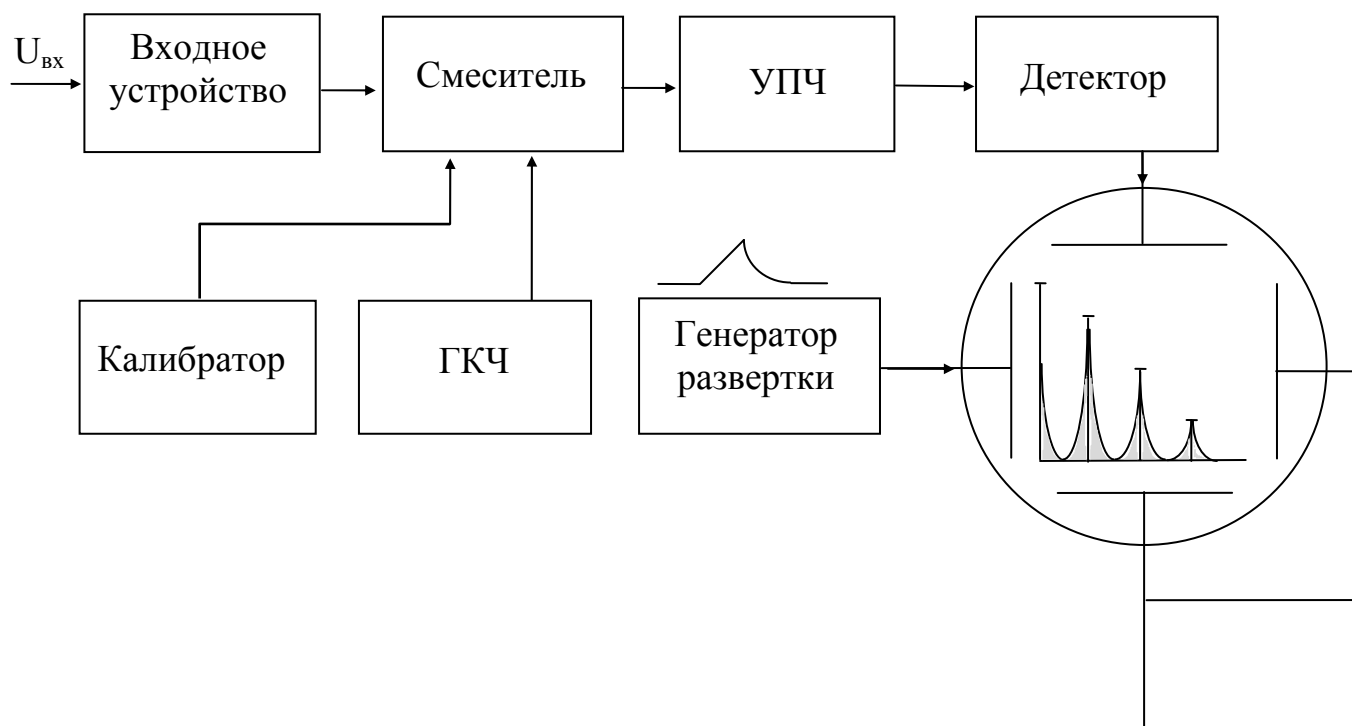 Uвх
Входное
устройство
Смеситель
УПЧ
Детектор
Калибратор
ГКЧ
Генератор
развертки